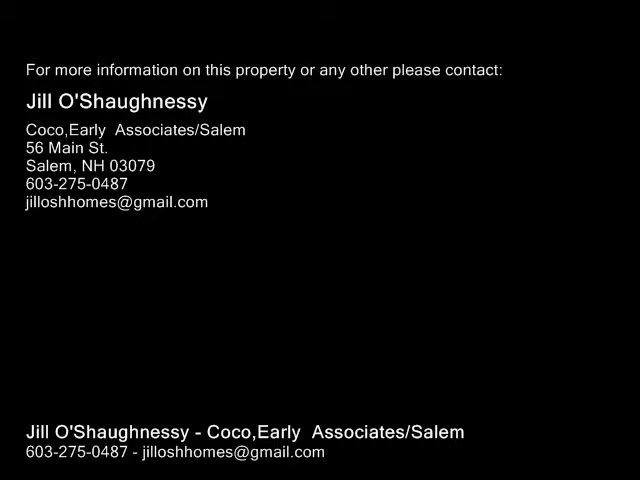 For more information on this property or any other please contact:
Jill O'Shaughnessy
Coco,Early  Associates/Salem
56 Main St.
Salem, NH 03079
603-275-0487
jilloshhomes@gmail.com
Jill O'Shaughnessy - Coco,Early  Associates/Salem
603-275-0487 - jilloshhomes@gmail.com